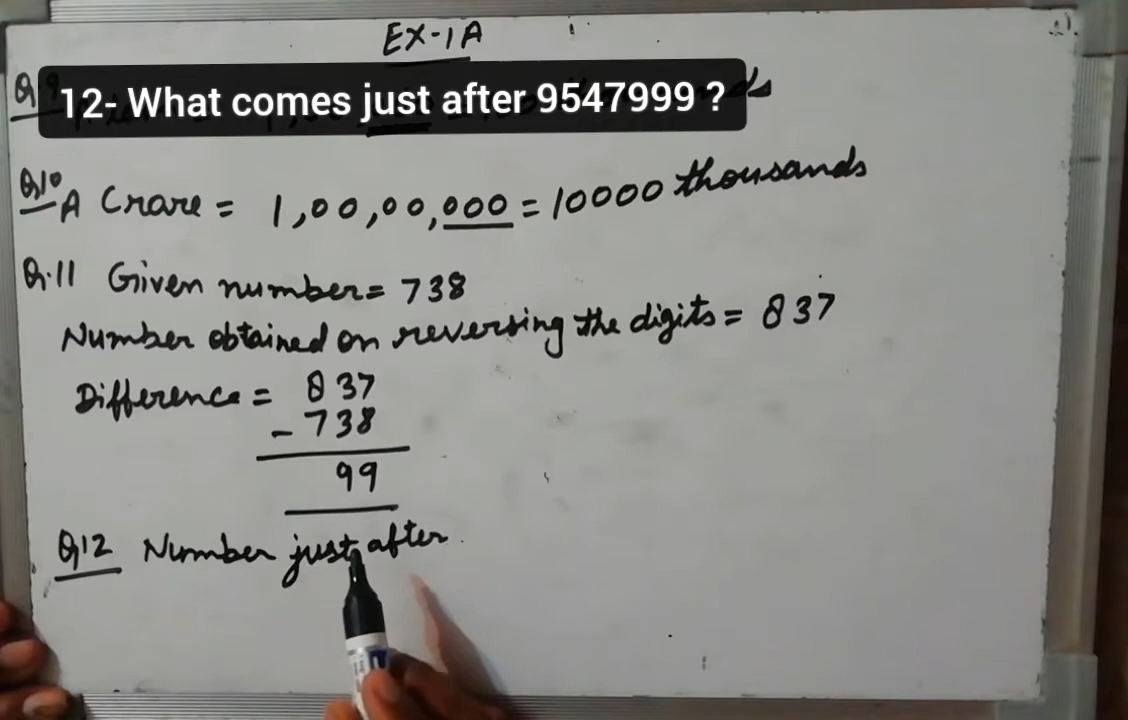 EX-1A
12- What comes just after 9547999 ?
Q10 A Crore = 1,00,00,000 = 10000 thousands
Q.11 Given number = 738
Number obtained on reversing the digits = 837
Difference = 837
- 738
99
Q12 Number just after